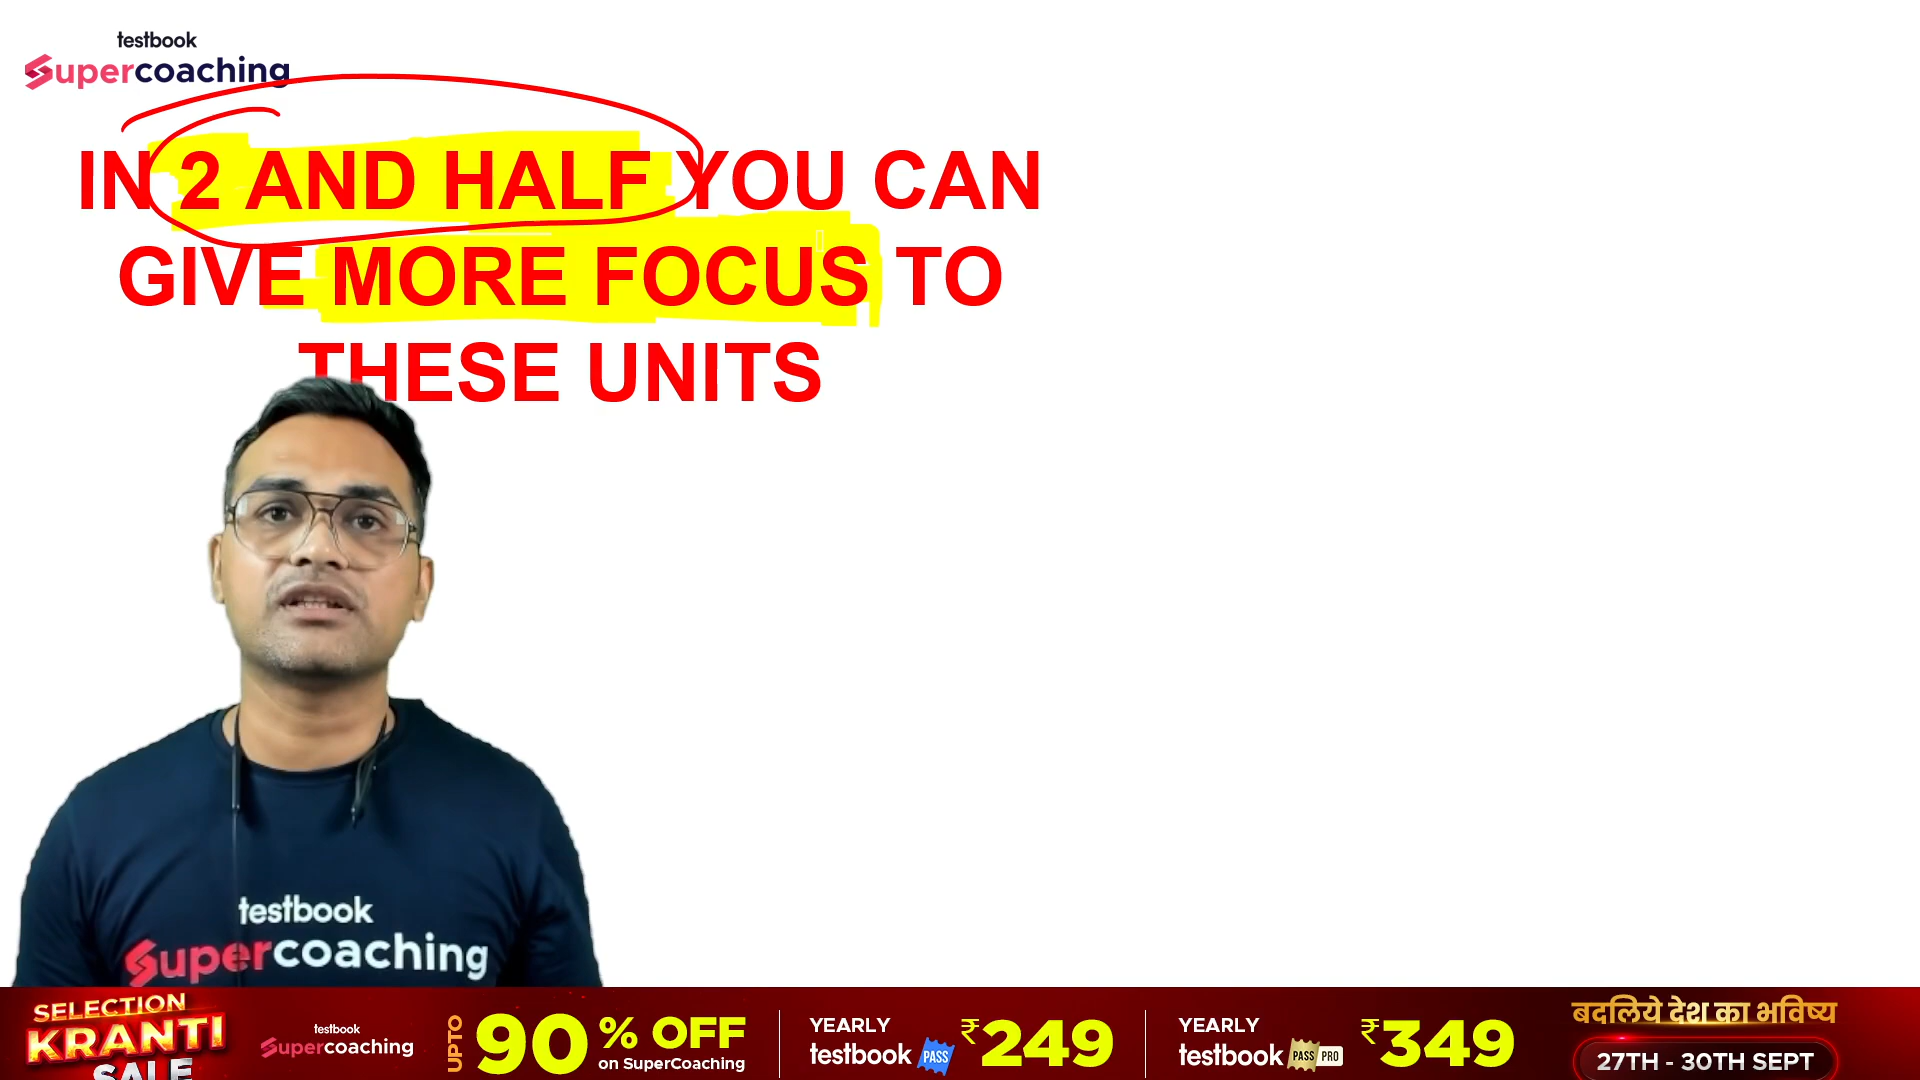 testbook
Supercoaching
IN 2 AND HALF YOU CAN
GIVE MORE FOCUS TO
THESE UNITS
testbook
Supercoaching
SELECTION
KRANTI
SALE
testbook
Supercoaching
UPTO 90% OFF
on SuperCoaching
YEARLY
testbook PASS ₹249
YEARLY
testbook PASS PRO ₹349
बदलिये देश का भविष्य
27TH - 30TH SEPT